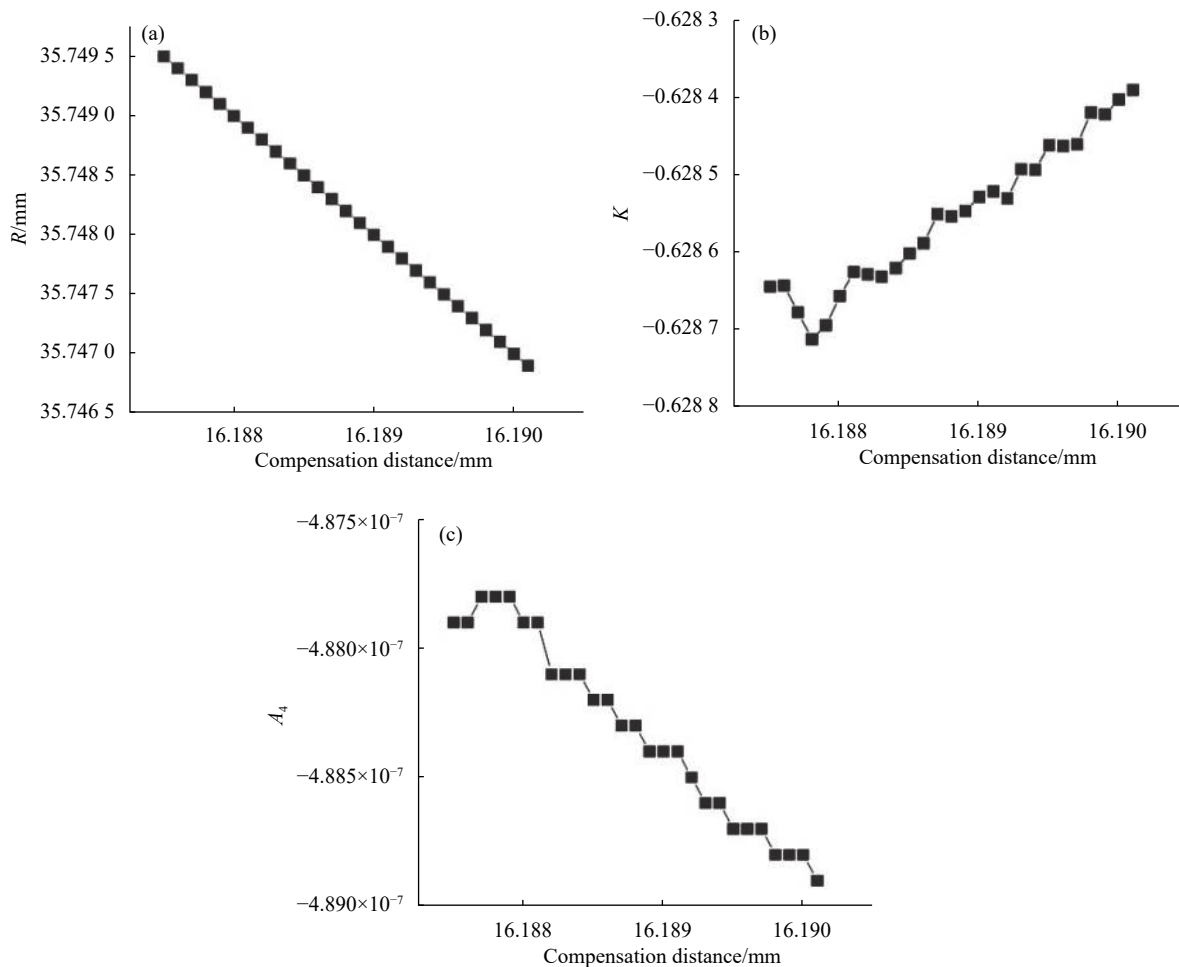 (a)
35.749 5
35.749 0
35.748 5
35.748 0
35.747 5
35.747 0
35.746 5
R/mm
16.188 16.189 16.190
Compensation distance/mm
(b)
−0.628 3
−0.628 4
−0.628 5
−0.628 6
−0.628 7
−0.628 8
K
16.188 16.189 16.190
Compensation distance/mm
(c)
−4.875×10⁻⁷
−4.880×10⁻⁷
−4.885×10⁻⁷
−4.890×10⁻⁷
A₄
16.188 16.189 16.190
Compensation distance/mm